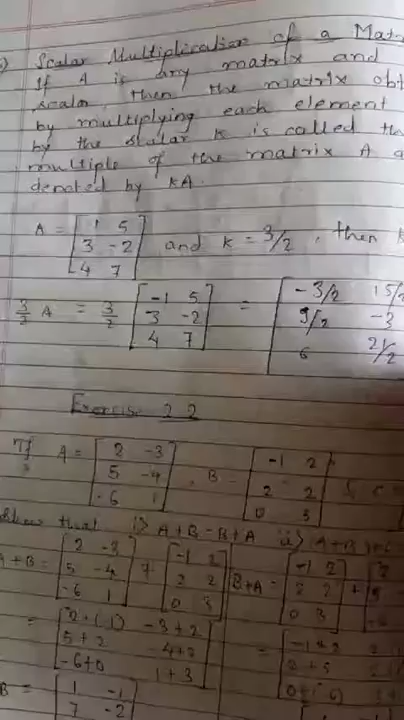 ) Scalar Multiplication of a
If A is any matrix and
scalar, then the matrix
by multiplying each element
by the scalar k is called
multiple of the matrix A
denoted by kA.
A = [ 1 5
3 -2
4 7 ] and k = 3/2 , then
3/2 A = 3/2 [ -1 5
3 -2
4 7 ] = [ -3/2 15/
9/2 -3
6 21/2
Exercise 2.2
A = [ 2 -3
5 -4
-6 1 ] , B [ -1 2
2 2
0 3 ]
Show that i) A+B=B+A ii)
A+B = [ 2 -3
5 -4
-6 1 ] + [ -1 2
2 2
0 3 ] B+A = [ -1 2
2 2
0 3 ] +
= [ -3+2
5+2 -4+2
-6+0 1+3 ] = [ -1+2
2+5
B = [ 1 -1
7 -2